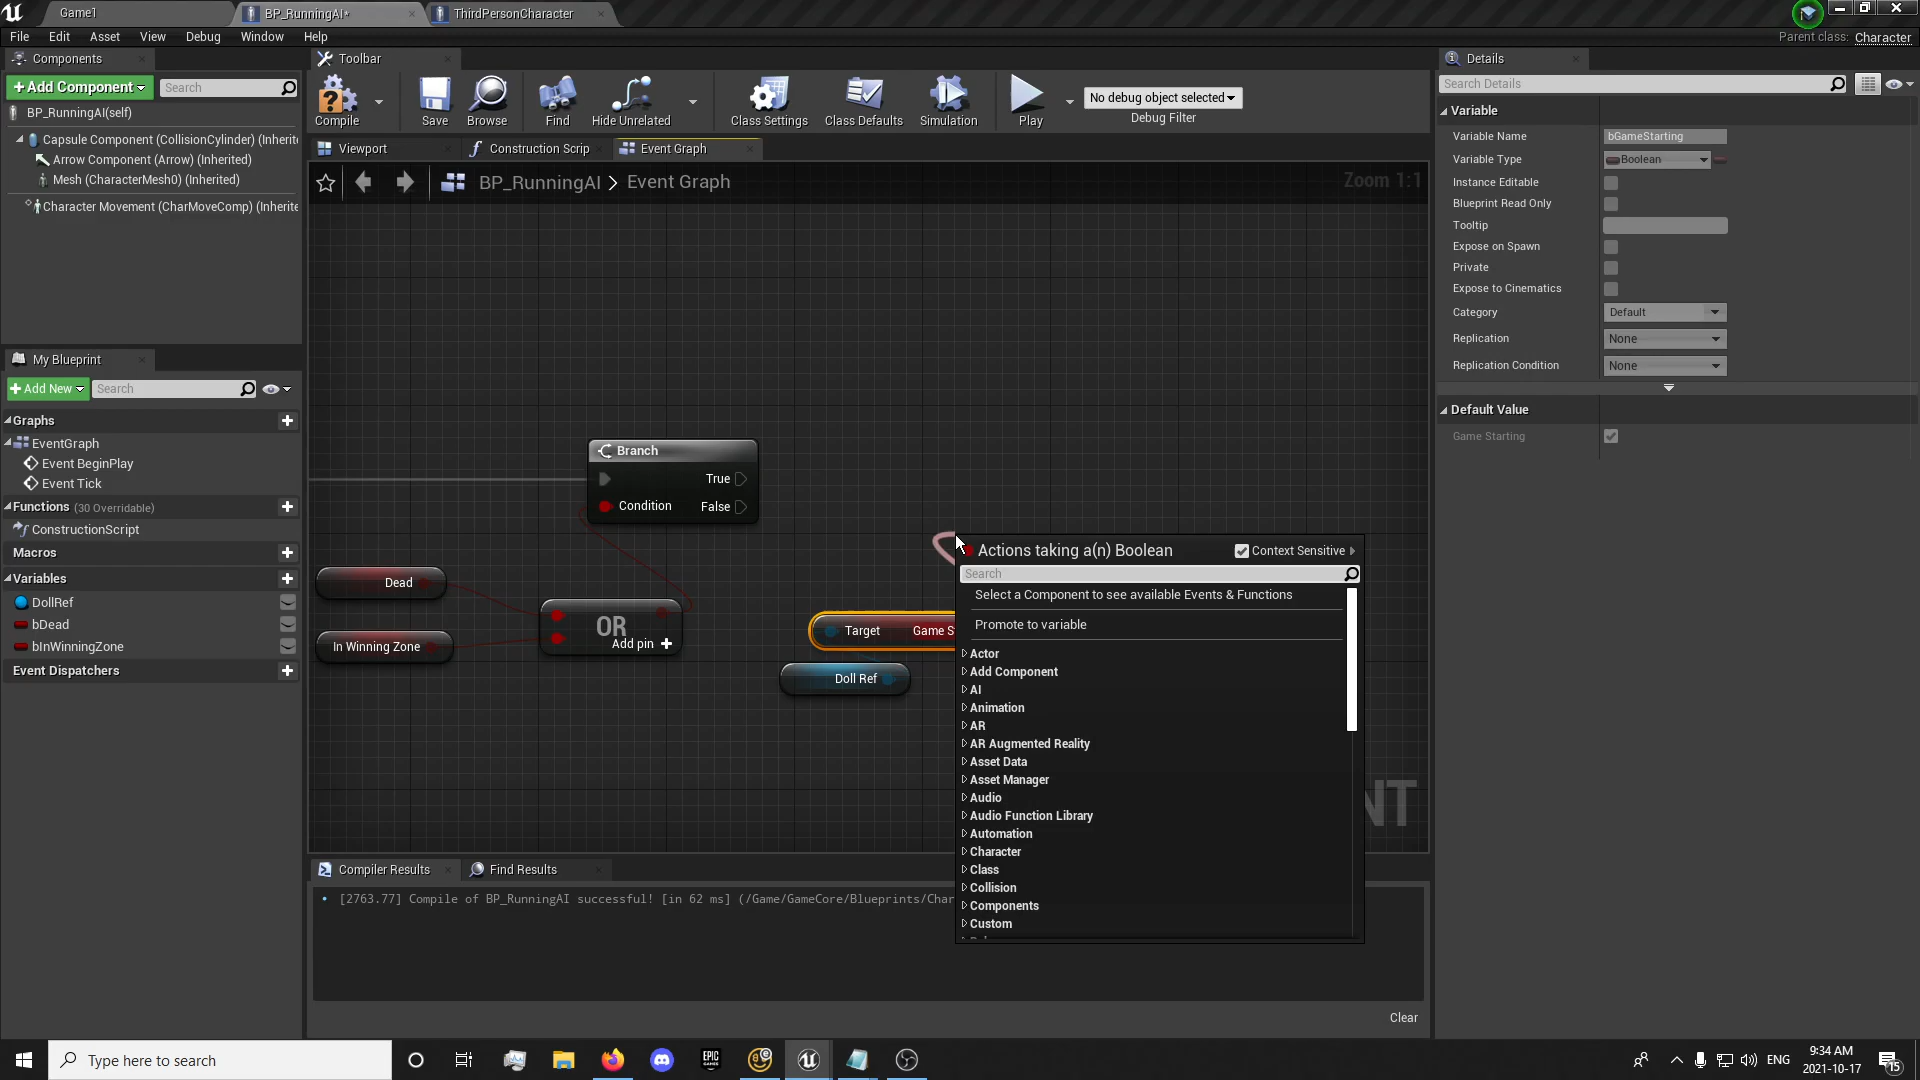 Game1
BP_RunningAI*
ThirdPersonCharacter
File Edit Asset View Debug Window Help
Parent class: Character
Components
+Add Component
Search
BP_RunningAI(self)
Capsule Component (CollisionCylinder) (Inherit
Arrow Component (Arrow) (Inherited)
Mesh (CharacterMesh0) (Inherited)
Character Movement (CharMoveComp) (Inherite
My Blueprint
+Add New
Search
Graphs
EventGraph
Event BeginPlay
Event Tick
Functions (30 Overridable)
ConstructionScript
Macros
Variables
DollRef
bDead
bInWinningZone
Event Dispatchers
Toolbar
Compile
Save
Browse
Find
Hide Unrelated
Class Settings
Class Defaults
Simulation
Play
No debug object selected
Debug Filter
Viewport
Construction Scrip
Event Graph
BP_RunningAI > Event Graph
Zoom 1:1
Branch
True
Condition
False
Dead
In Winning Zone
OR
Add pin +
Target
Game S
Doll Ref
NT
Actions taking a(n) Boolean
Context Sensitive
Search
Select a Component to see available Events & Functions
Promote to variable
Actor
Add Component
AI
Animation
AR
AR Augmented Reality
Asset Data
Asset Manager
Audio
Audio Function Library
Automation
Character
Class
Collision
Components
Custom
Compiler Results
Find Results
[2763.77] Compile of BP_RunningAI successful! [in 62 ms] (/Game/GameCore/Blueprints/Char
Clear
Details
Search Details
Variable
Variable Name
bGameStarting
Variable Type
Boolean
Instance Editable
Blueprint Read Only
Tooltip
Expose on Spawn
Private
Expose to Cinematics
Category
Default
Replication
None
Replication Condition
None
Default Value
Game Starting
Type here to search
EPIC
GAMES
ENG
9:34 AM
2021-10-17
15